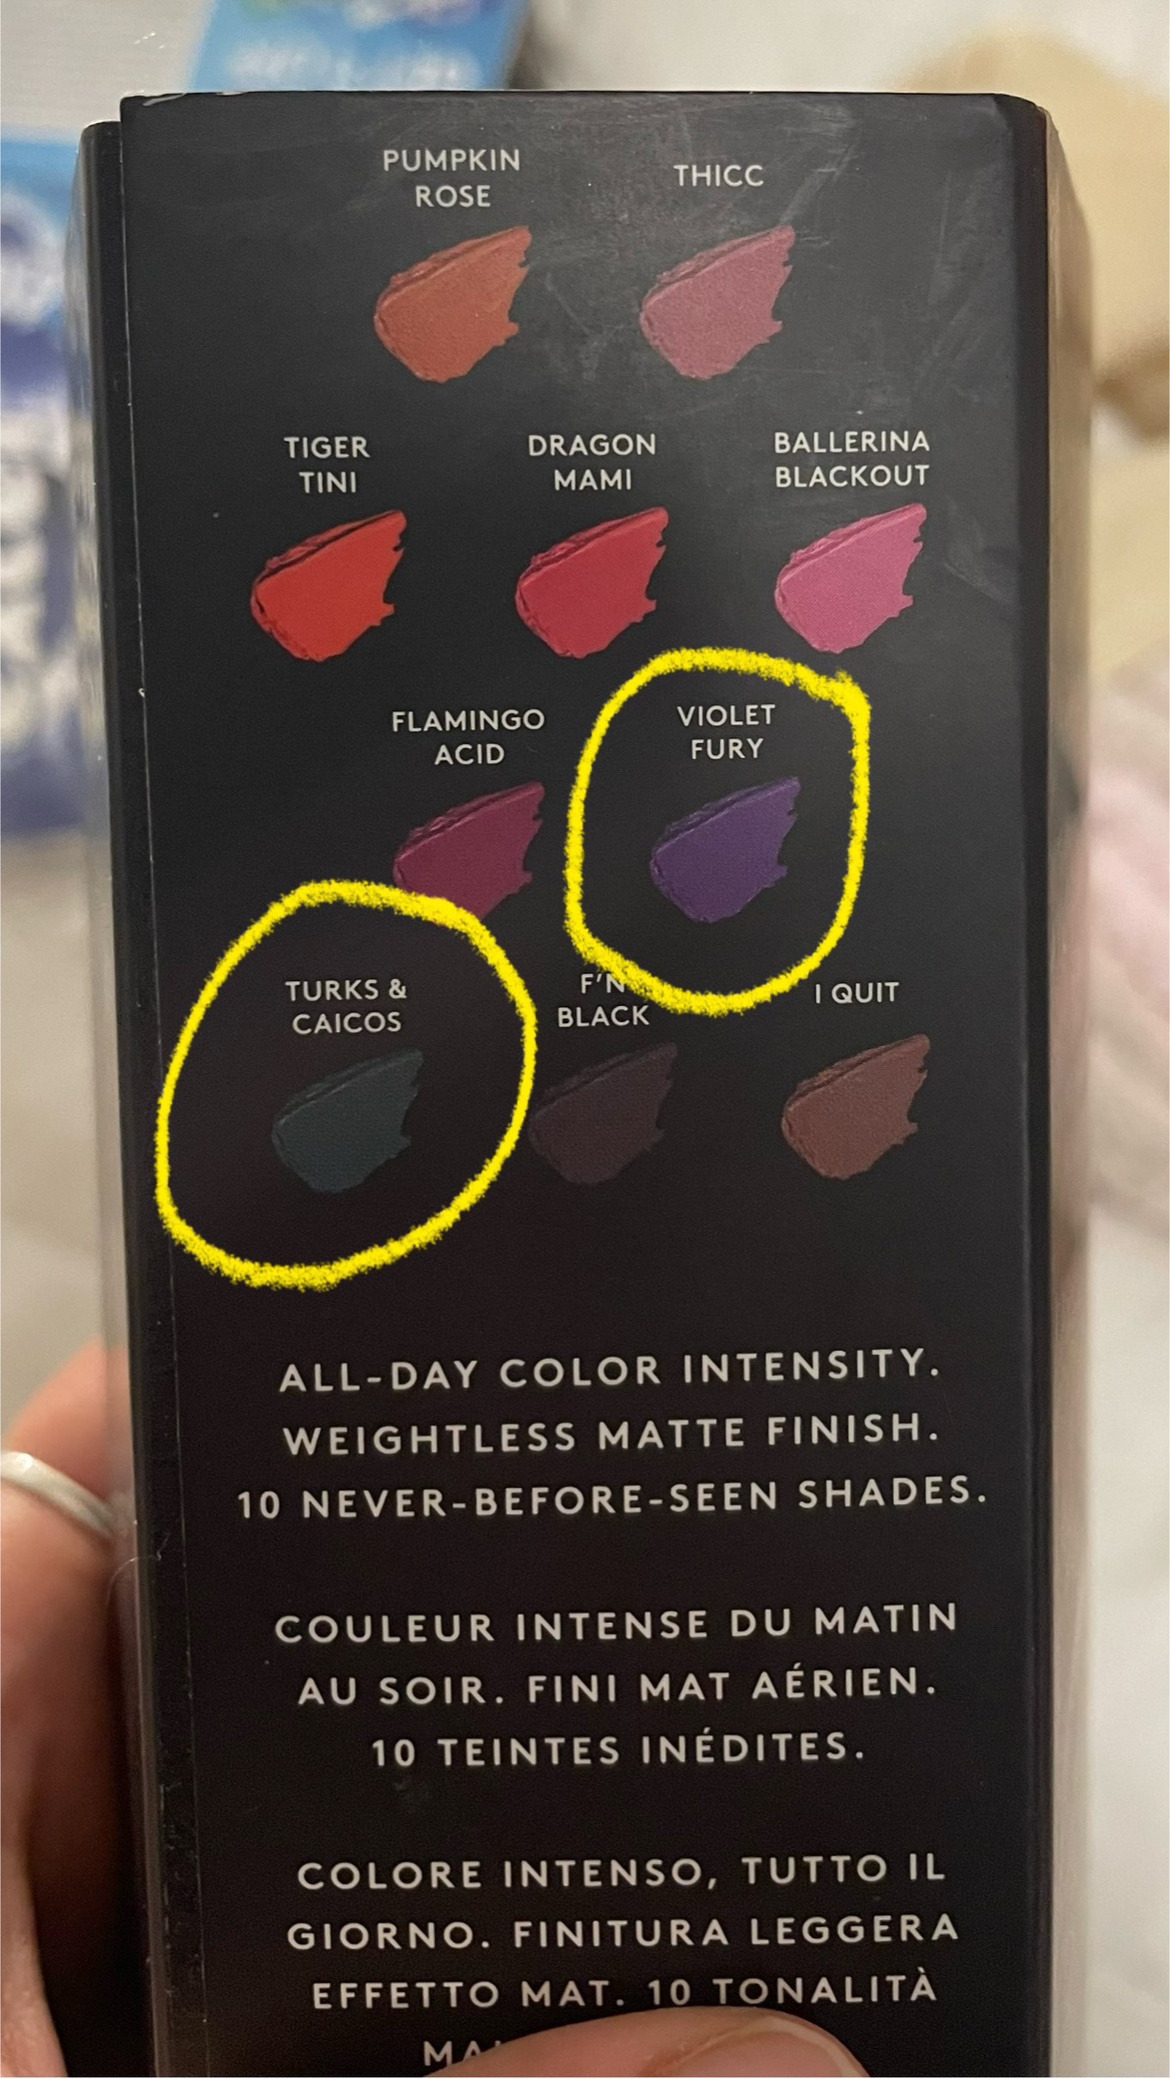 PUMPKIN
ROSE
THICC
TIGER
TINI
DRAGON
MAMI
BALLERINA
BLACKOUT
FLAMINGO
ACID
VIOLET
FURY
TURKS &
CAICOS
F'N
BLACK
I QUIT
ALL-DAY COLOR INTENSITY.
WEIGHTLESS MATTE FINISH.
10 NEVER-BEFORE-SEEN SHADES.
COULEUR INTENSE DU MATIN
AU SOIR. FINI MAT AÉRIEN.
10 TEINTES INÉDITES.
COLORE INTENSO, TUTTO IL
GIORNO. FINITURA LEGGERA
EFFETTO MAT. 10 TONALITÀ